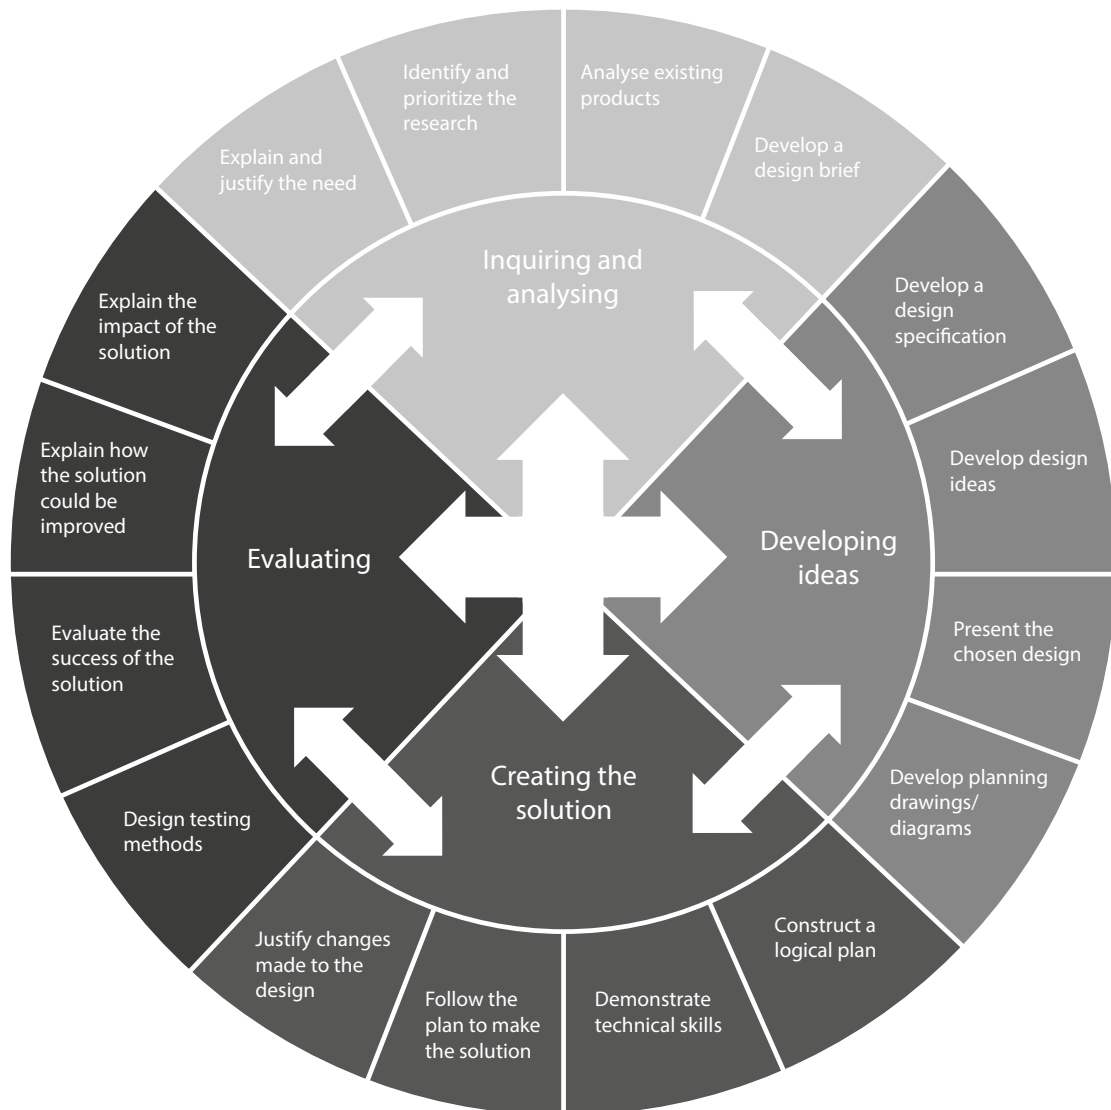 Explain and
justify the need
Identify and
prioritize the
research
Analyse existing
products
Develop a
design brief
Inquiring and
analysing
Develop a
design
specification
Develop design
ideas
Present the
chosen design
Develop planning
drawings/
diagrams
Developing
ideas
Construct a
logical plan
Demonstrate
technical skills
Follow the
plan to make
the solution
Justify changes
made to the
design
Creating the
solution
Design testing
methods
Evaluate the
success of the
solution
Explain how
the solution
could be
improved
Explain the
impact of the
solution
Evaluating